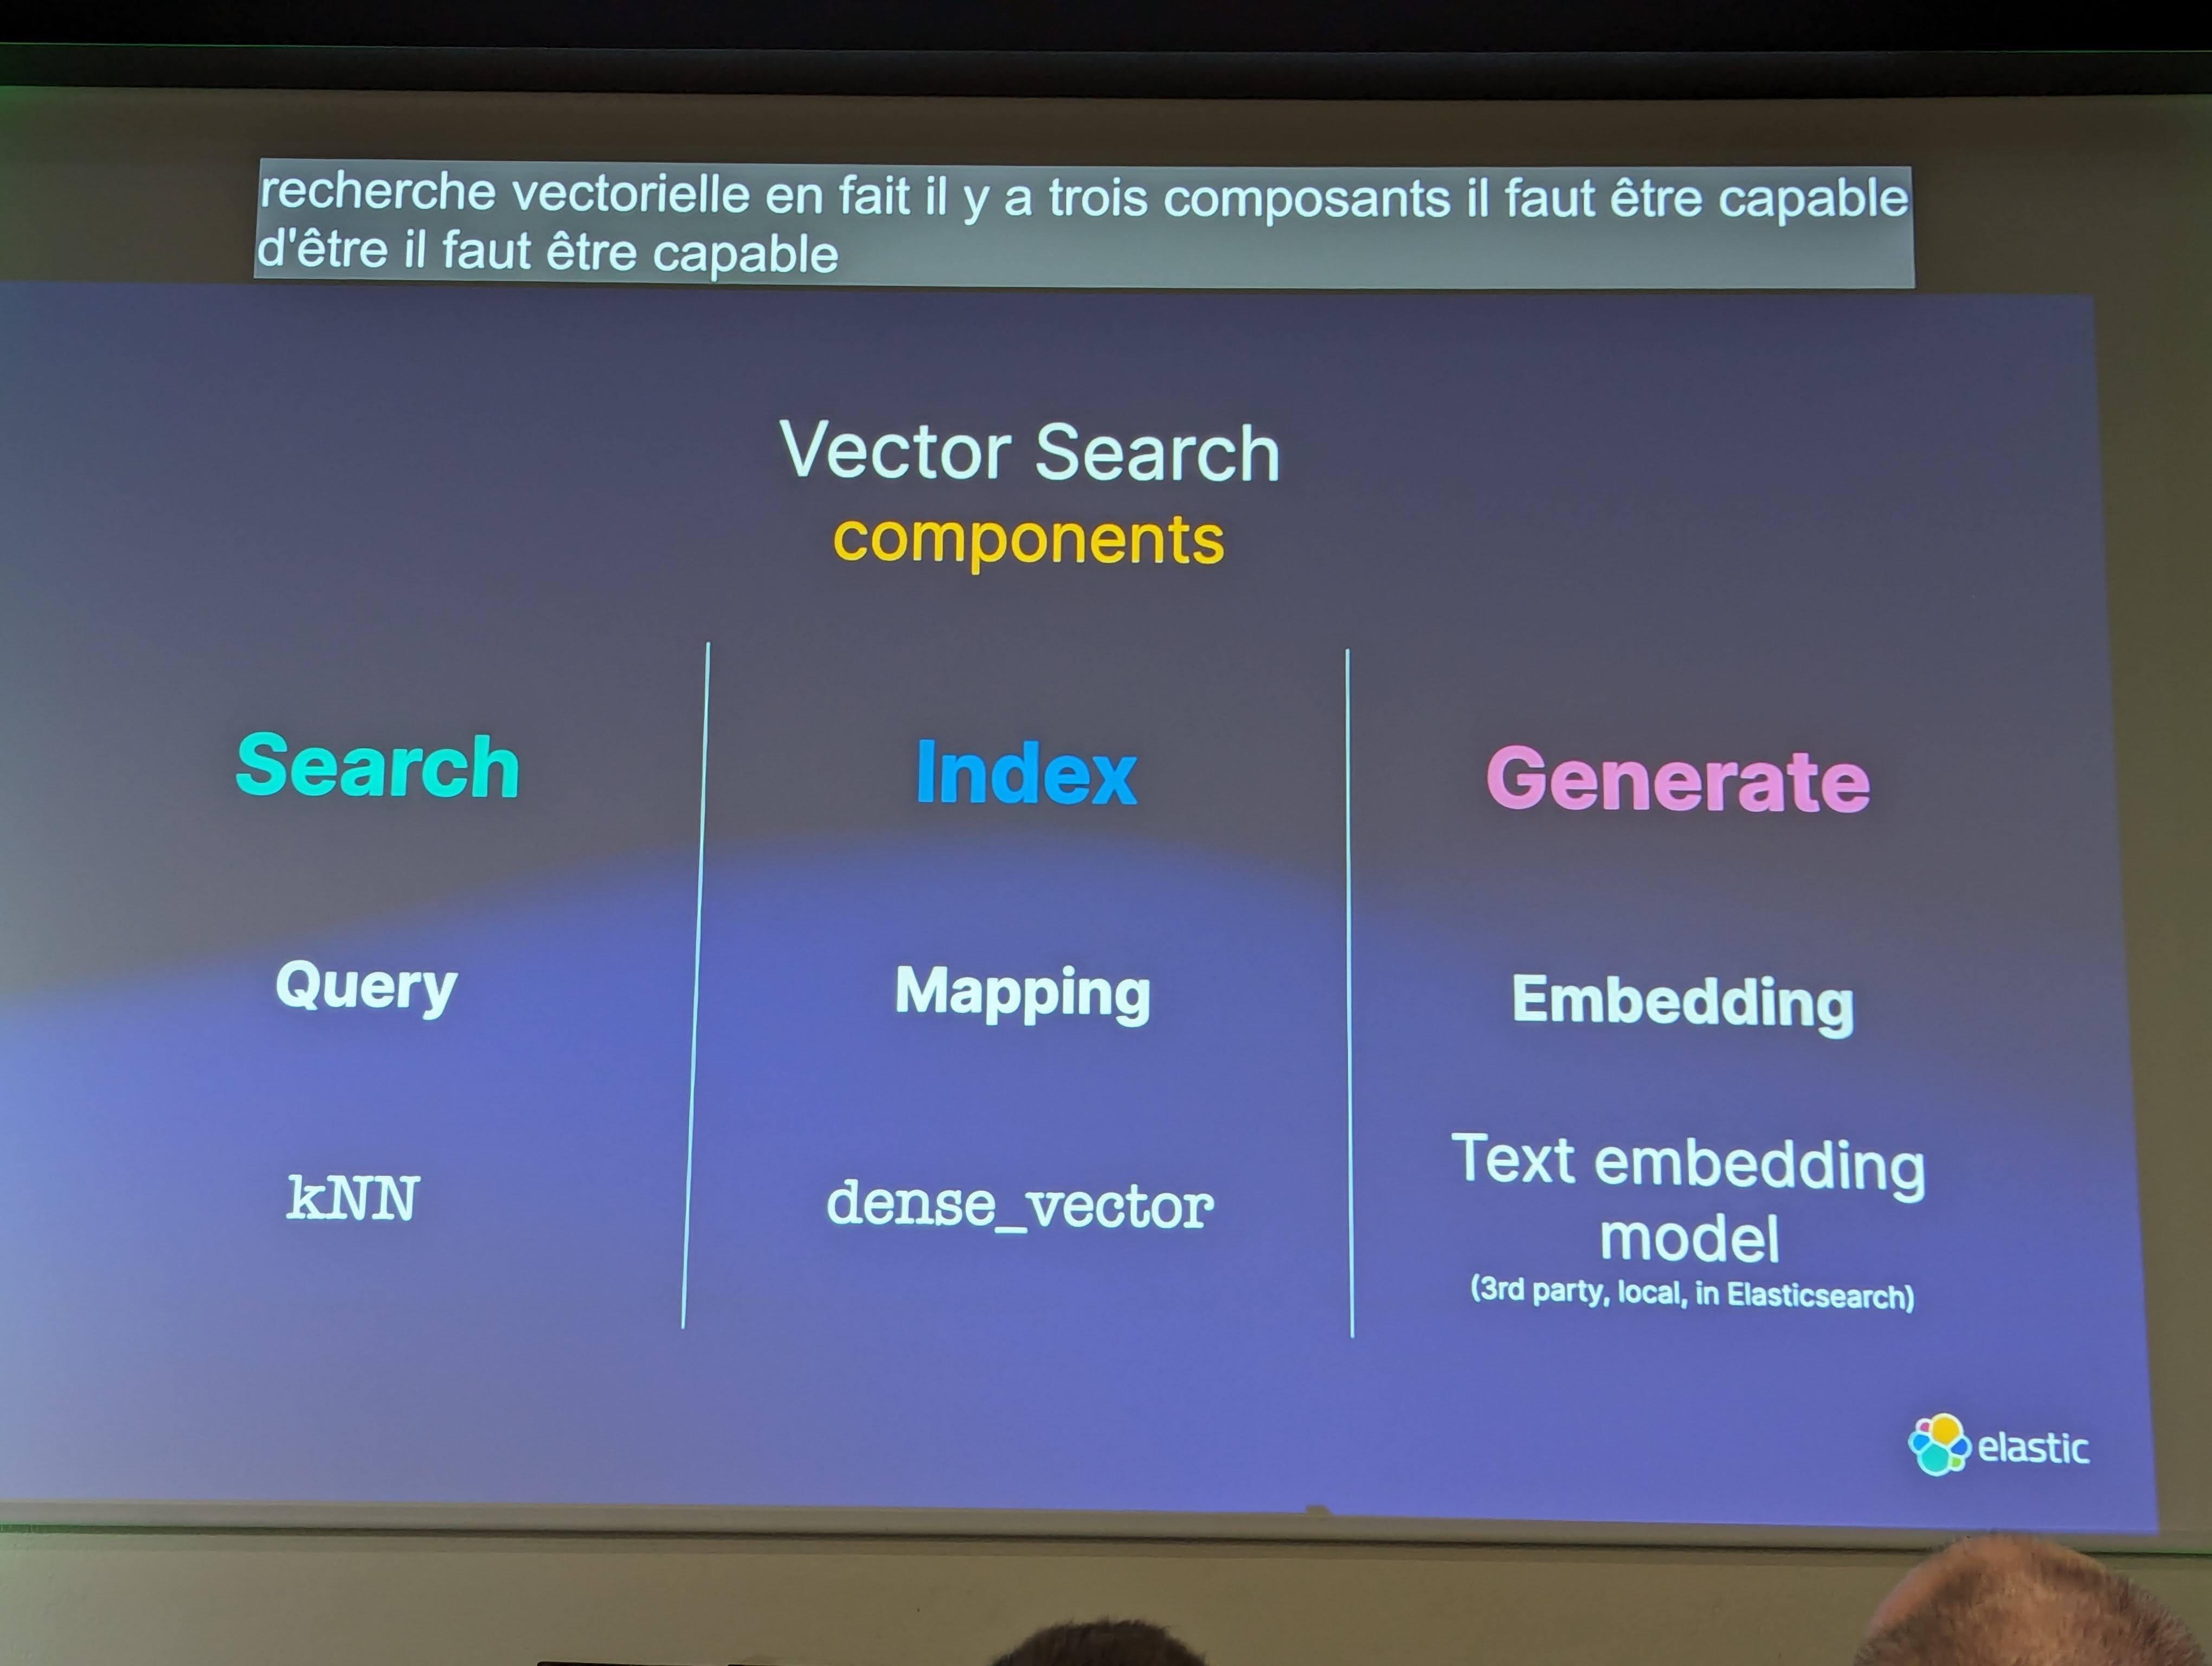 recherche vectorielle en fait il y a trois composants il faut être capable
d'être il faut être capable
Vector Search
components
Search
Query
kNN
Index
Mapping
dense_vector
Generate
Embedding
Text embedding
model
(3rd party, local, in Elasticsearch)
elastic